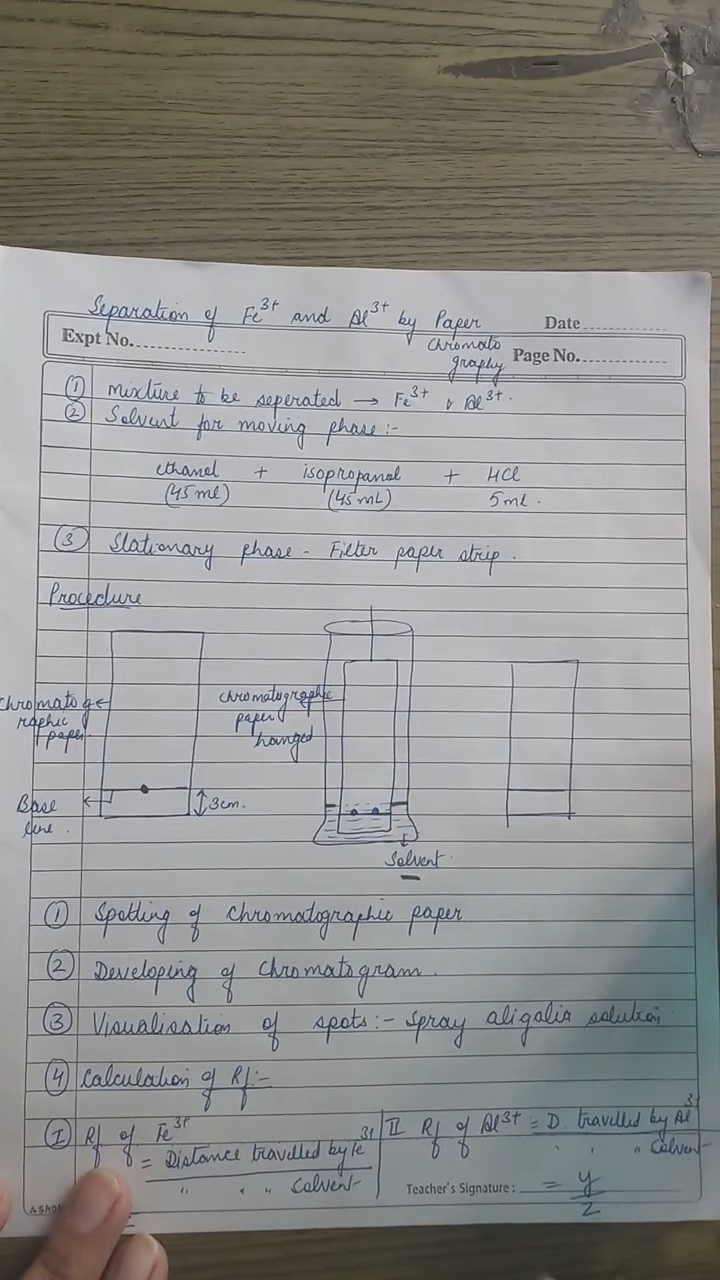 Separation of Fe3+ and Al3+ by Paper
Chromato
graphy
Date
Expt No.
Page No.
① mixture to be seperated → Fe3+ & Al3+.
② Solvent for moving phase:-
ethanol + isopropanol + HCl
(45 ml) (45 mL) 5 ml.
③ Stationary phase - Filter paper strip.
Procedure
Chromatog
raphic
paper
chromatographic
paper
hanged
Base
line.
3cm.
Solvent
① Spotting of Chromatographic paper
② Developing of Chromatogram.
③ Visualisation of spots:- Spray aligalia solution
④ Calculation of Rf:-
I Rf of Fe3+
= Distance travelled by Fe3+
" " " Solvent
II Rf of Al3+ = D. travelled by Al3+
" " " Solvent
Teacher's Signature :
= y
z